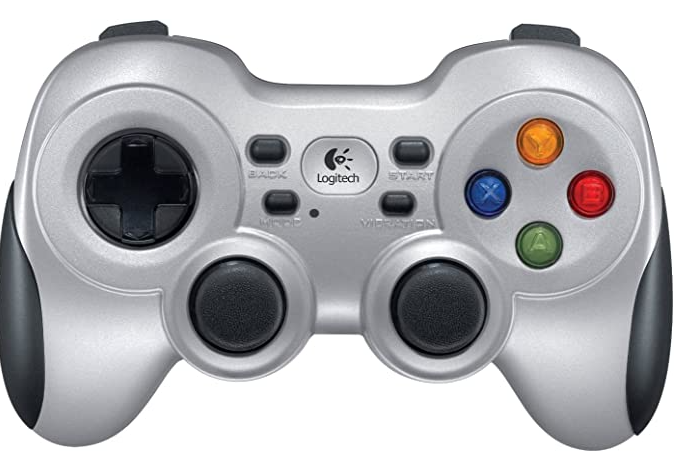 Y
BACK
START
Logitech
X
B
MODE
VIBRATION
A